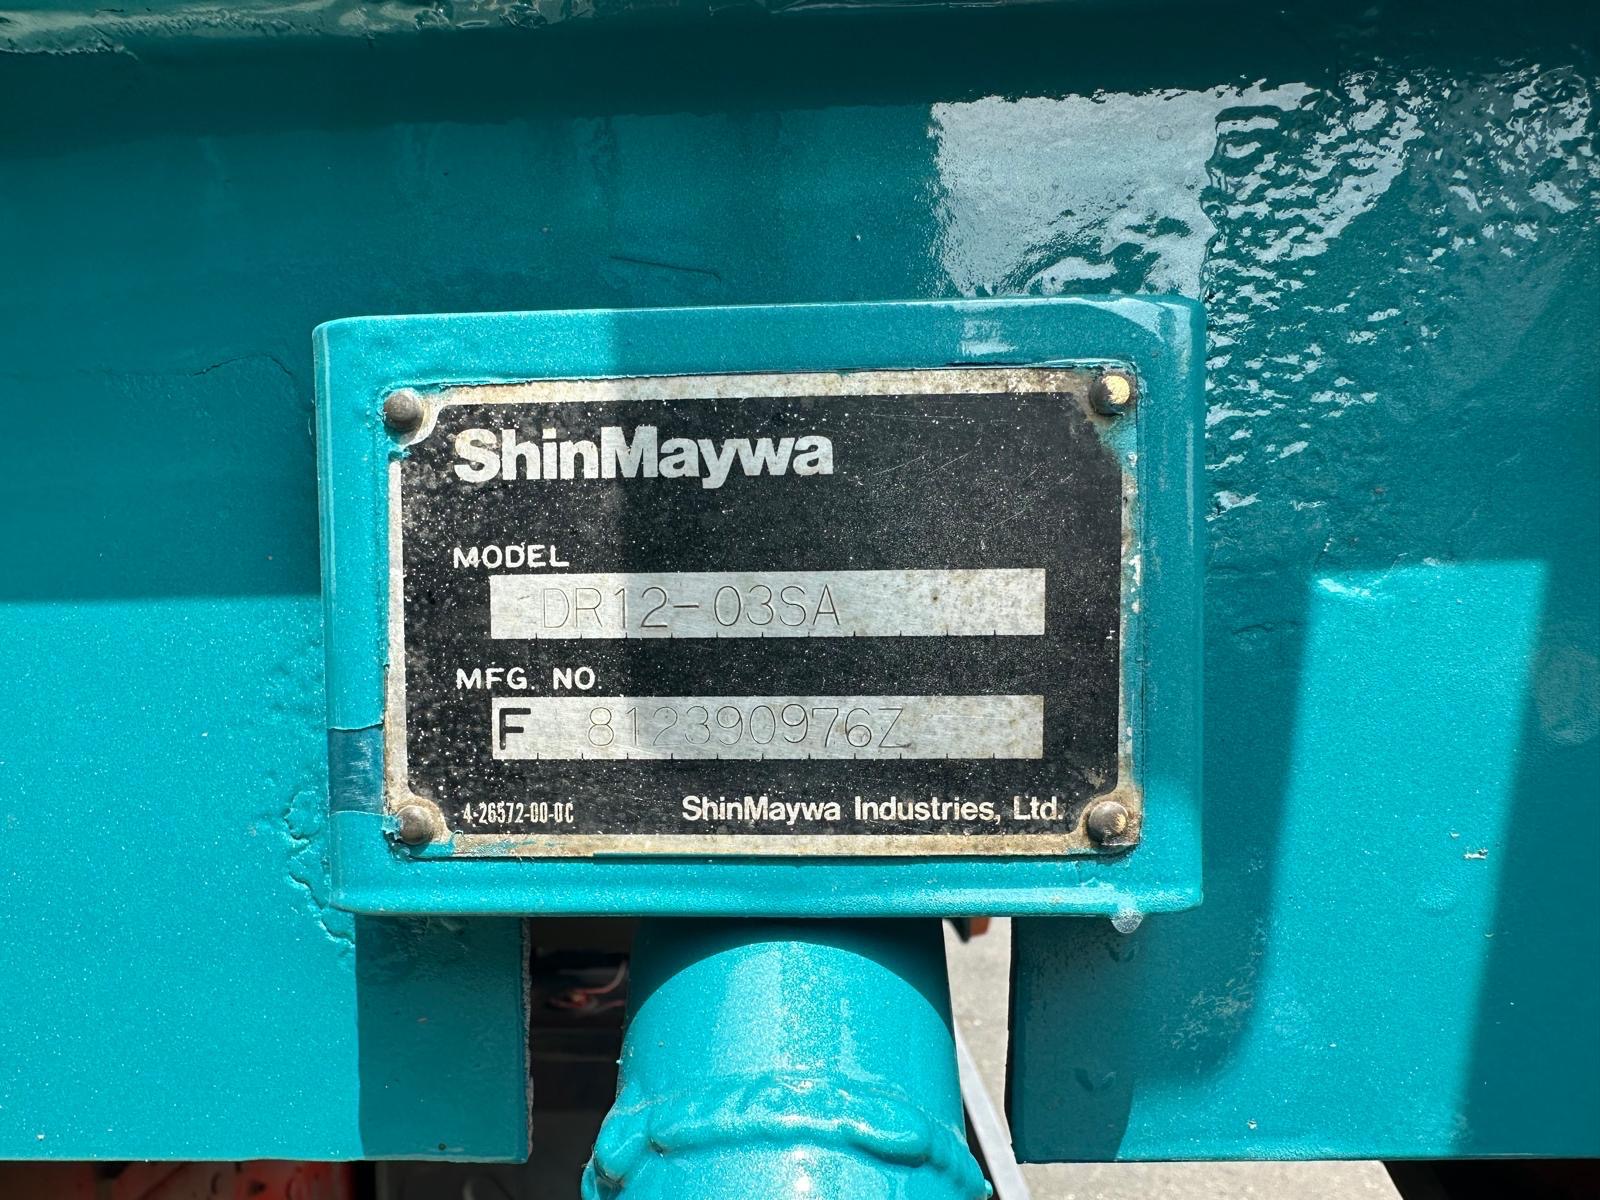 ShinMaywa
MODEL
DR12-03SA
MFG. NO.
F 812390976Z
4-26572-00-0C
ShinMaywa Industries, Ltd.